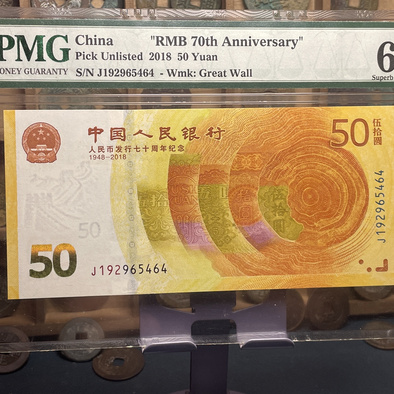 PMG
China "RMB 70th Anniversary"
Pick Unlisted 2018 50 Yuan
S/N J192965464 - Wmk: Great Wall
MONEY GUARANTY
6
Superb
中国人民银行
人民币发行七十周年纪念
1948-2018
50
伍拾圆
50
50
J192965464
J192965464